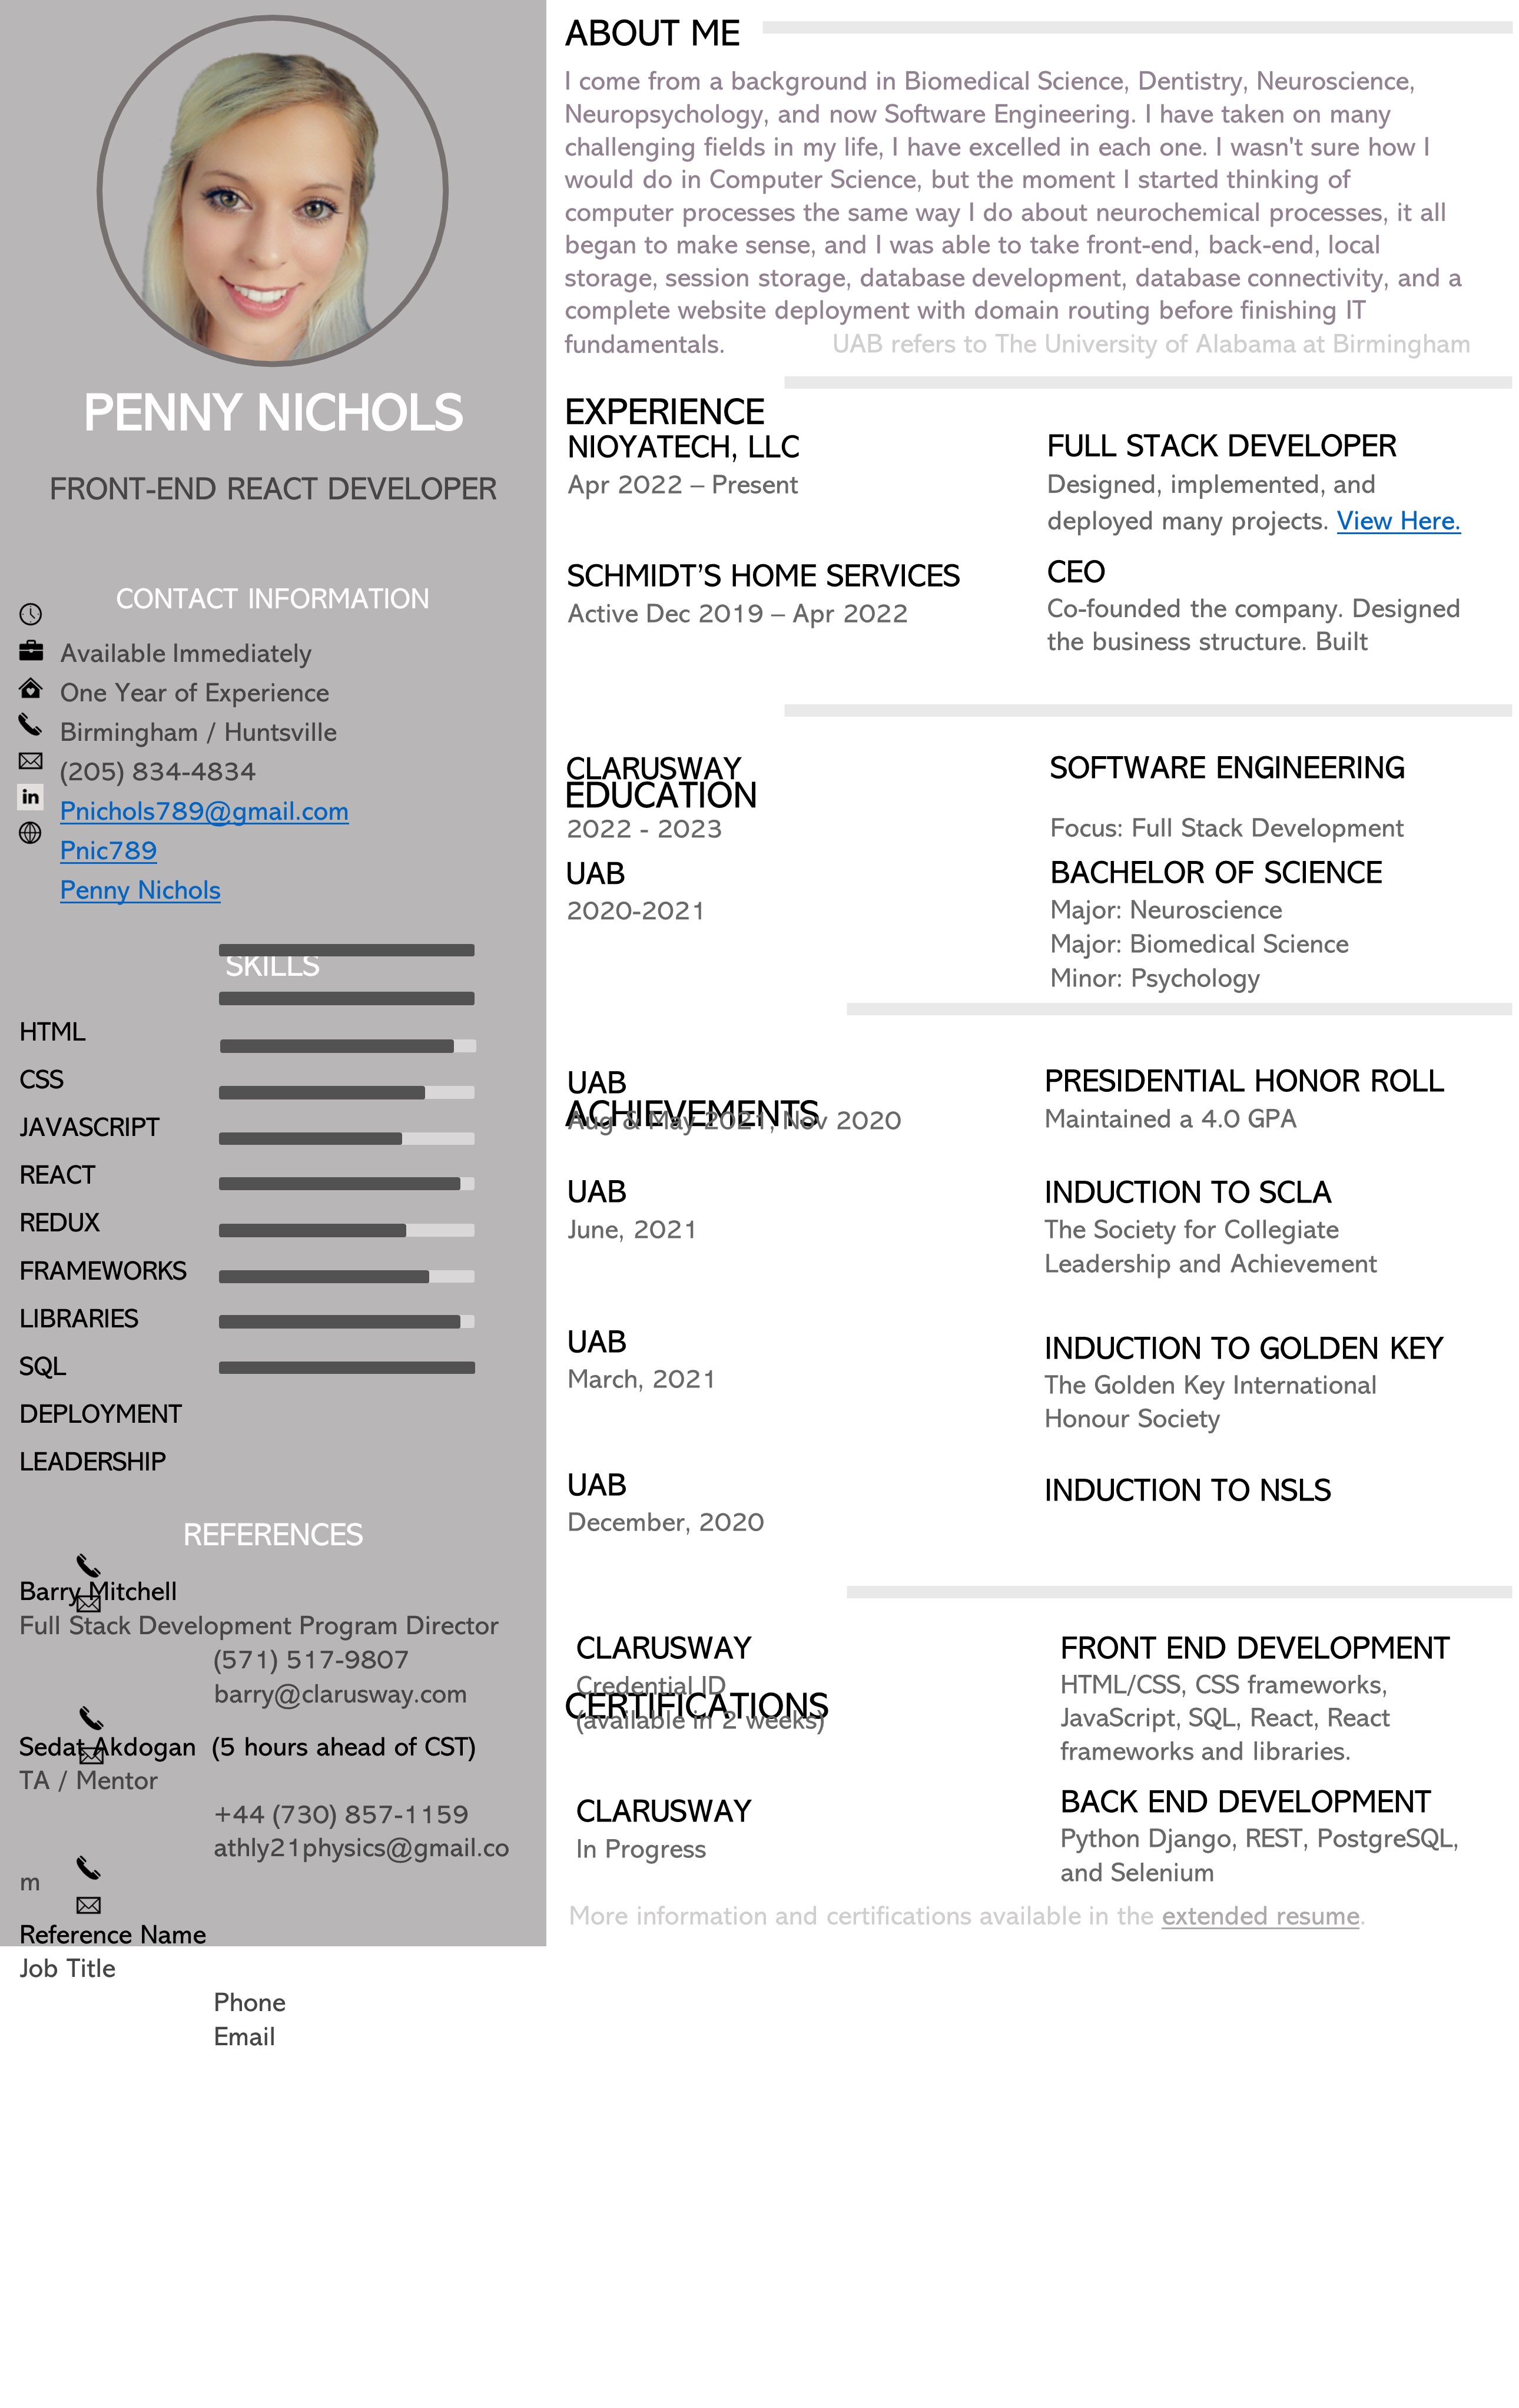 PENNY NICHOLS
FRONT-END REACT DEVELOPER
CONTACT INFORMATION
Available Immediately
One Year of Experience
Birmingham / Huntsville
(205) 834-4834
in
Pnichols789@gmail.com
Pnic789
Penny Nichols
SKILLS
HTML
CSS
JAVASCRIPT
REACT
REDUX
FRAMEWORKS
LIBRARIES
SQL
DEPLOYMENT
LEADERSHIP
REFERENCES
Barry Mitchell
Full Stack Development Program Director
(571) 517-9807
barry@clarusway.com
Sedat Akdogan (5 hours ahead of CST)
TA / Mentor
+44 (730) 857-1159
athly21physics@gmail.co
m
Reference Name
Job Title
Phone
Email
ABOUT ME
I come from a background in Biomedical Science, Dentistry, Neuroscience,
Neuropsychology, and now Software Engineering. I have taken on many
challenging fields in my life, I have excelled in each one. I wasn't sure how I
would do in Computer Science, but the moment I started thinking of
computer processes the same way I do about neurochemical processes, it all
began to make sense, and I was able to take front-end, back-end, local
storage, session storage, database development, database connectivity, and a
complete website deployment with domain routing before finishing IT
fundamentals.
UAB refers to The University of Alabama at Birmingham
EXPERIENCE
NIOYATECH, LLC
Apr 2022 – Present
FULL STACK DEVELOPER
Designed, implemented, and
deployed many projects. View Here.
SCHMIDT’S HOME SERVICES
Active Dec 2019 – Apr 2022
CEO
Co-founded the company. Designed
the business structure. Built
CLARUSWAY
EDUCATION
2022 - 2023
SOFTWARE ENGINEERING
Focus: Full Stack Development
UAB
2020-2021
BACHELOR OF SCIENCE
Major: Neuroscience
Major: Biomedical Science
Minor: Psychology
UAB
ACHIEVEMENTS
Aug & May 2021, Nov 2020
PRESIDENTIAL HONOR ROLL
Maintained a 4.0 GPA
UAB
June, 2021
INDUCTION TO SCLA
The Society for Collegiate
Leadership and Achievement
UAB
March, 2021
INDUCTION TO GOLDEN KEY
The Golden Key International
Honour Society
UAB
December, 2020
INDUCTION TO NSLS
CLARUSWAY
Credential ID
CERTIFICATIONS
(available in 2 weeks)
FRONT END DEVELOPMENT
HTML/CSS, CSS frameworks,
JavaScript, SQL, React, React
frameworks and libraries.
CLARUSWAY
In Progress
BACK END DEVELOPMENT
Python Django, REST, PostgreSQL,
and Selenium
More information and certifications available in the extended resume.